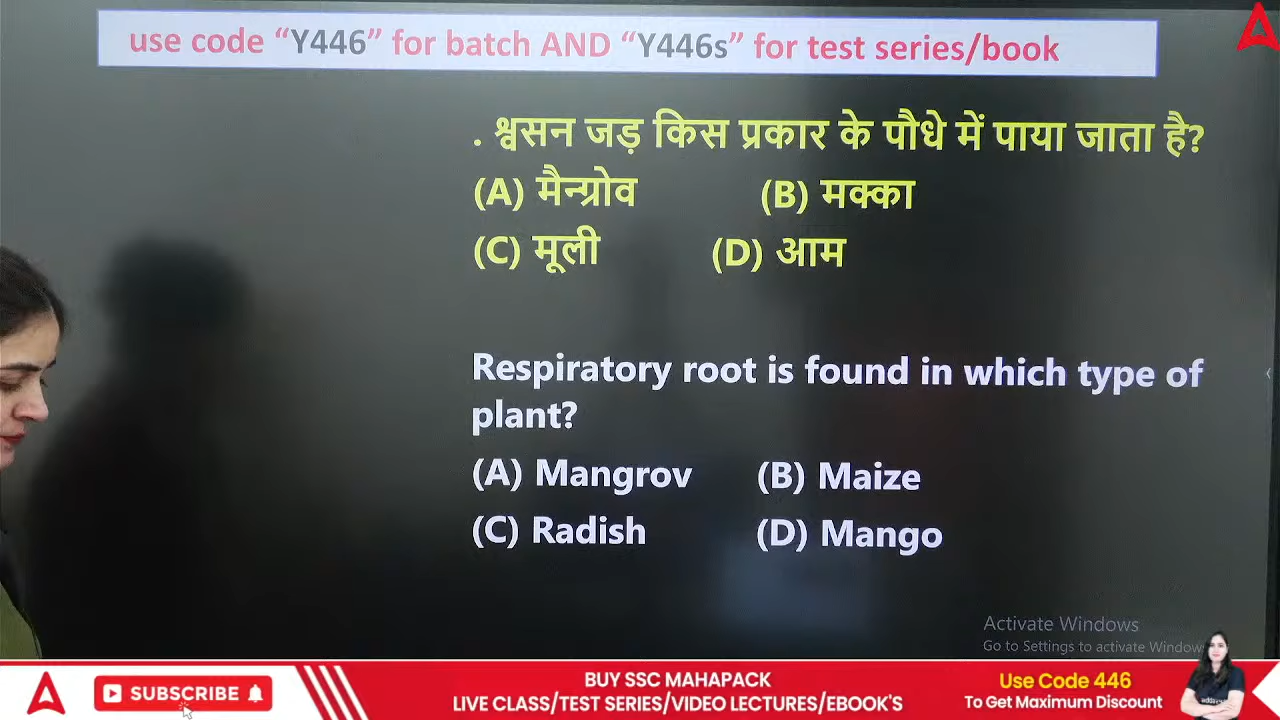 use code “Y446” for batch AND “Y446s” for test series/book
. श्वसन जड़ किस प्रकार के पौधे में पाया जाता है?
(A) मैन्ग्रोव (B) मक्का
(C) मूली (D) आम
Respiratory root is found in which type of
plant?
(A) Mangrov (B) Maize
(C) Radish (D) Mango
Activate Windows
Go to Settings to activate Windows
SUBSCRIBE
BUY SSC MAHAPACK
LIVE CLASS/TEST SERIES/VIDEO LECTURES/EBOOK'S
Use Code 446
To Get Maximum Discount